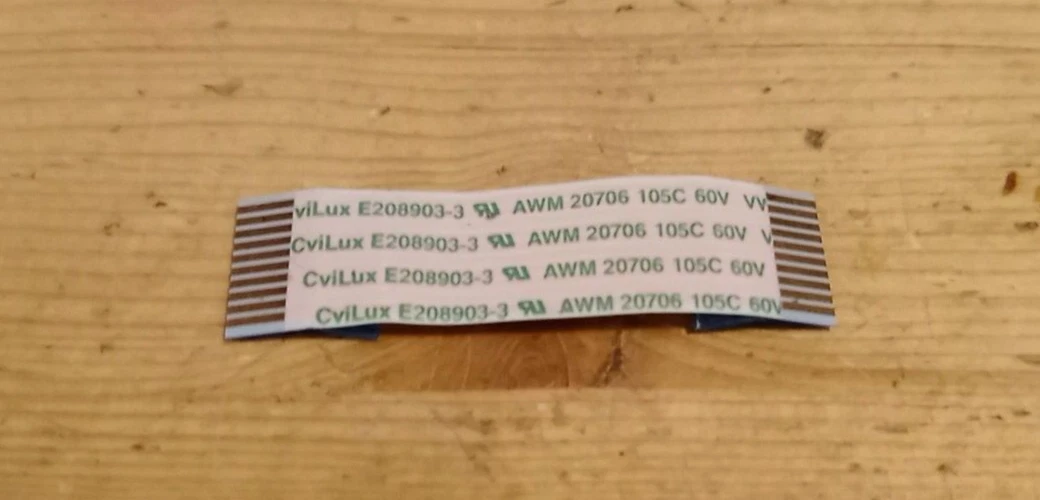 viLux E208903-3 AWM 20706 105C 60V VV
CviLux E208903-3 AWM 20706 105C 60V V
CviLux E208903-3 AWM 20706 105C 60V
CviLux E208903-3 AWM 20706 105C 60V